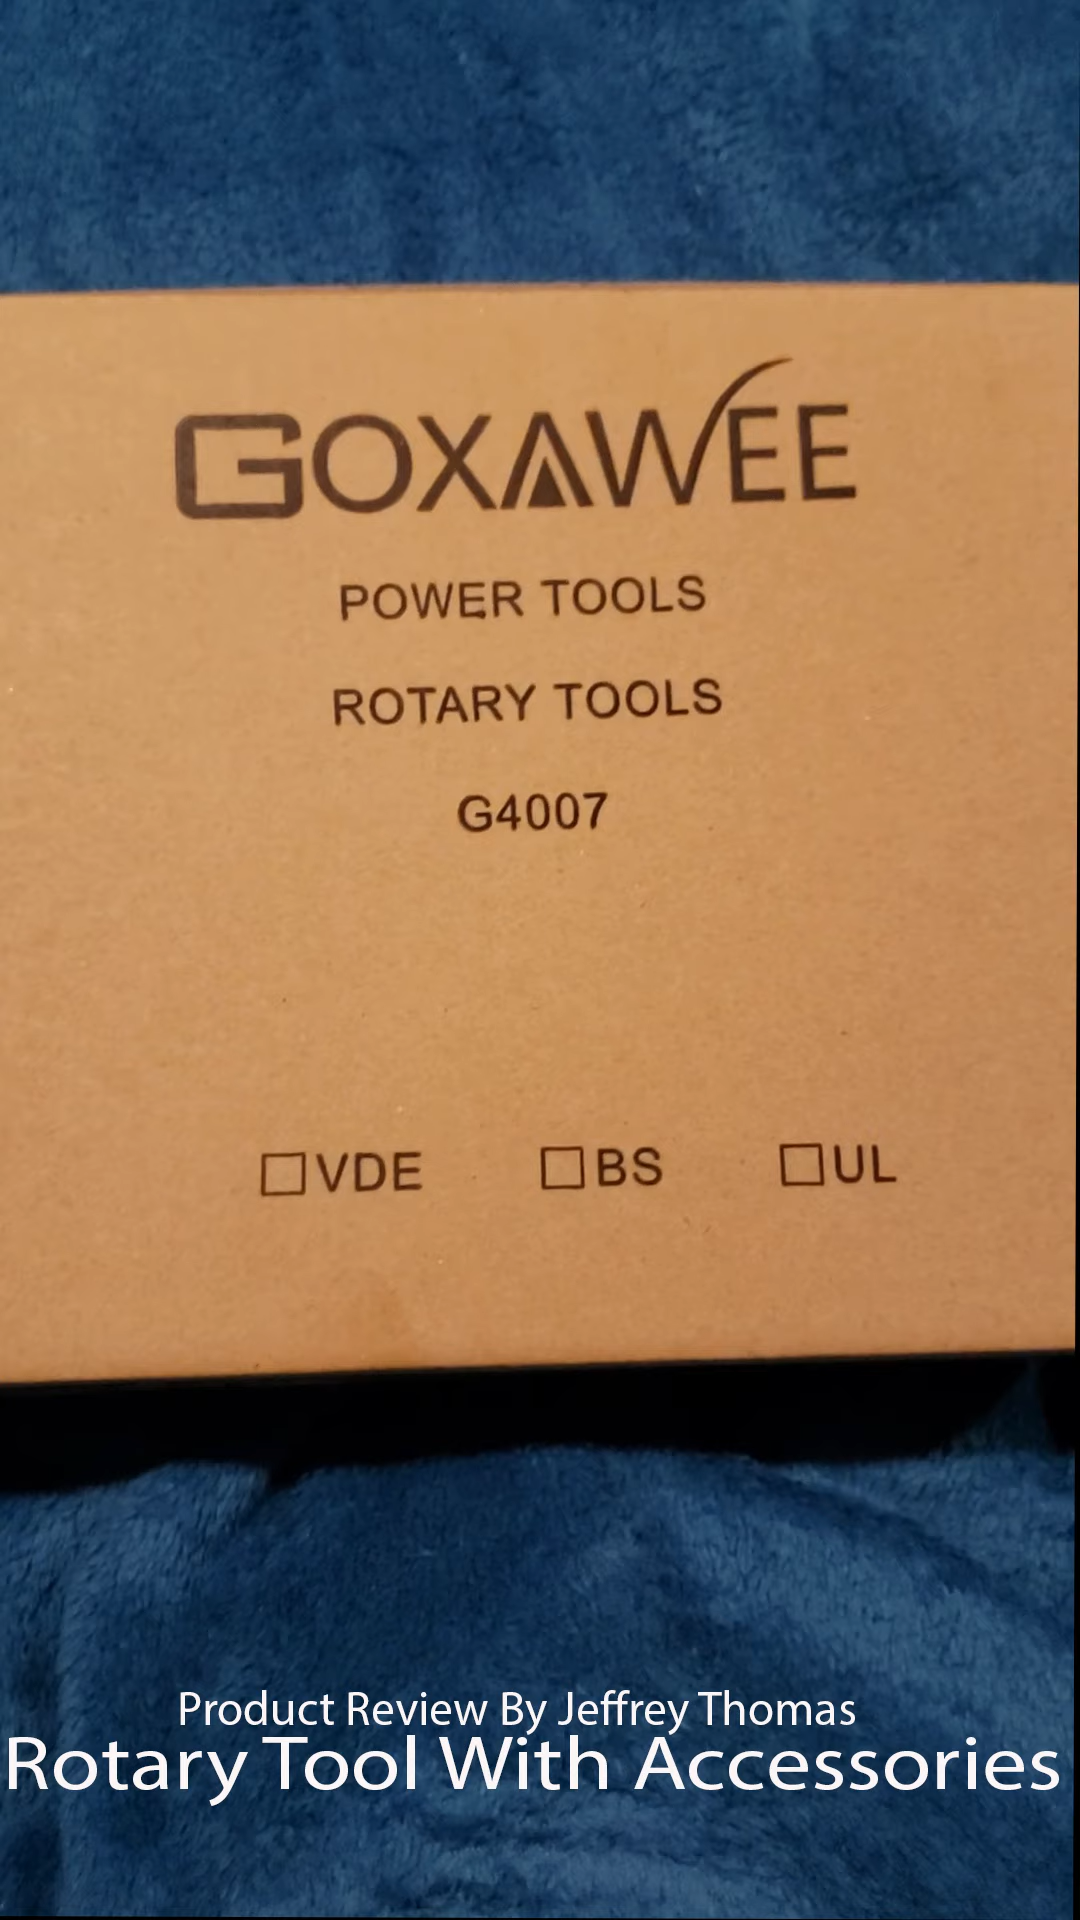 GOXAWEE
POWER TOOLS
ROTARY TOOLS
G4007
☐VDE ☐BS ☐UL
Product Review By Jeffrey Thomas
Rotary Tool With Accessories